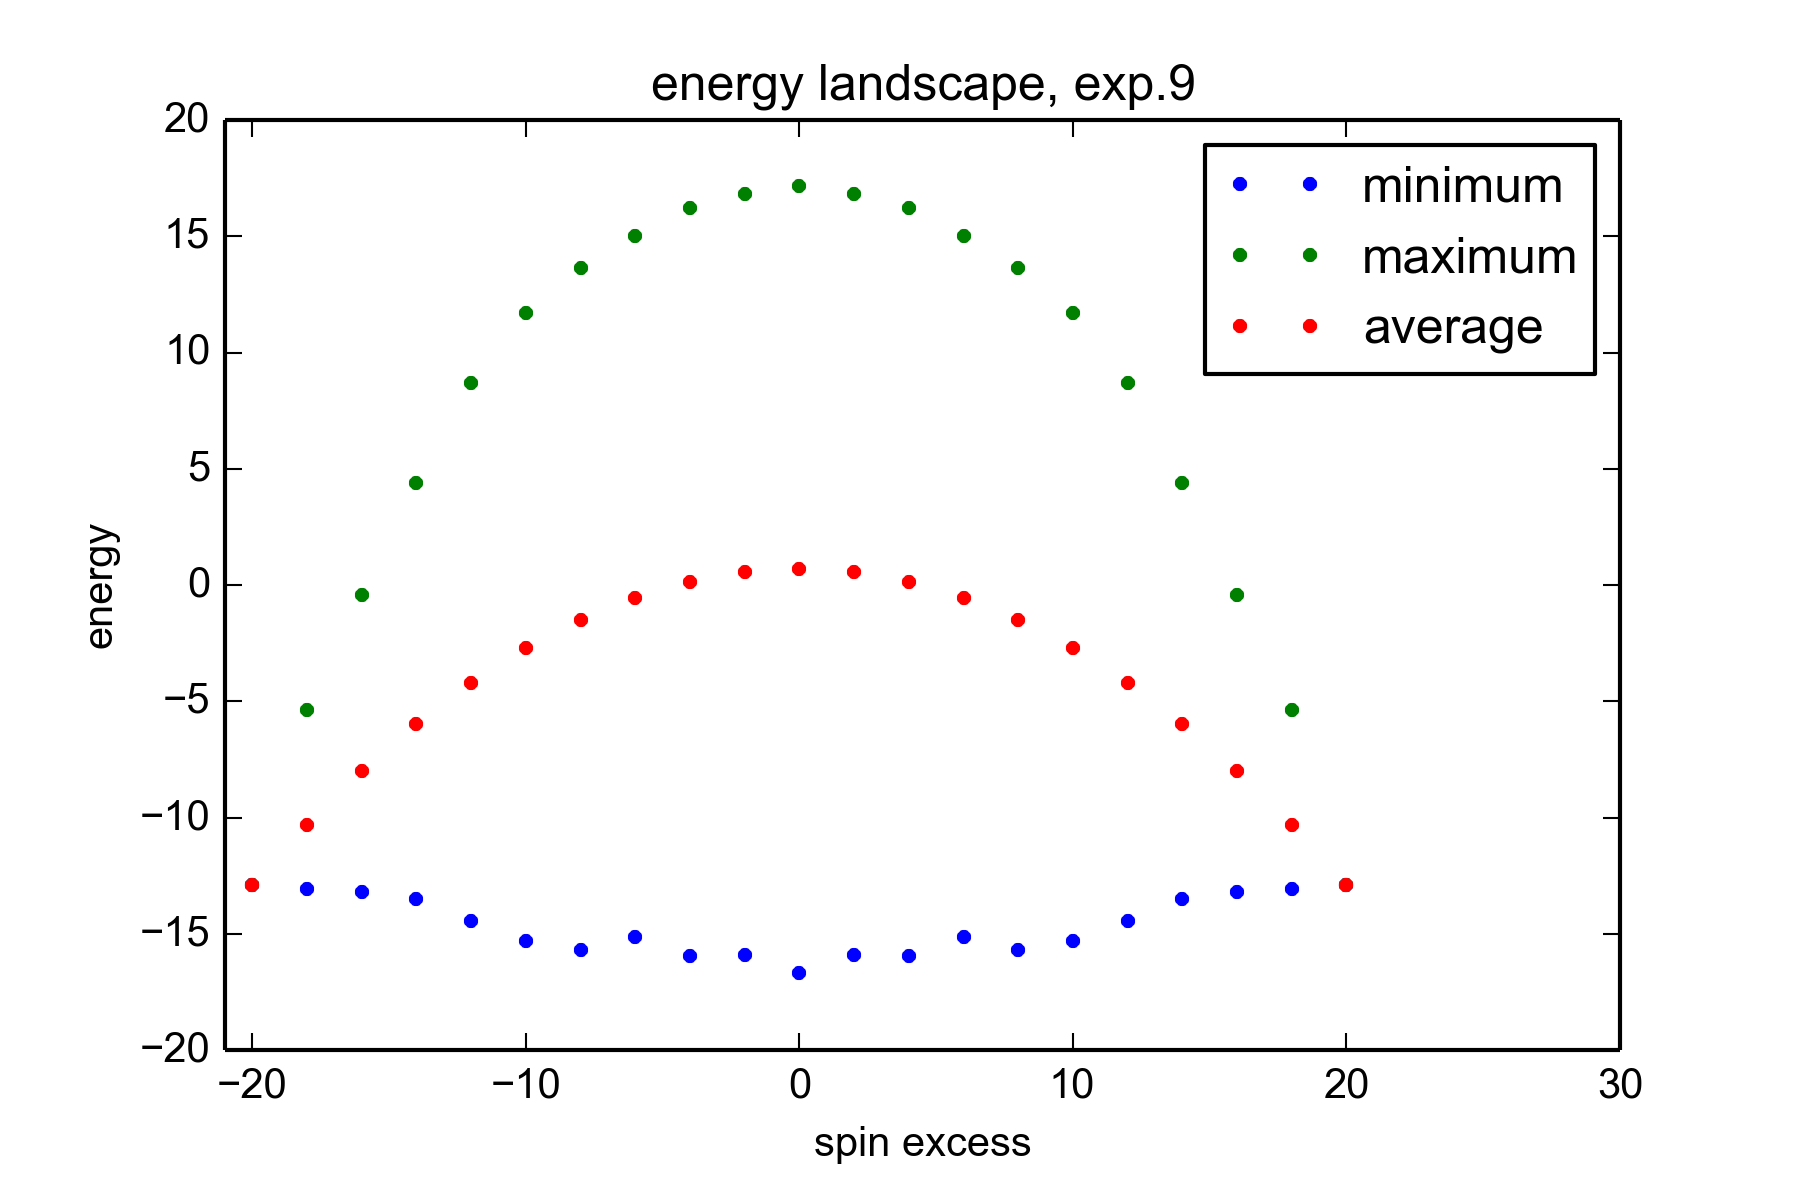 energy landscape, exp.9
20
15
10
5
0
−5
−10
−15
−20
energy
minimum
maximum
average
−20 −10 0 10 20 30
spin excess